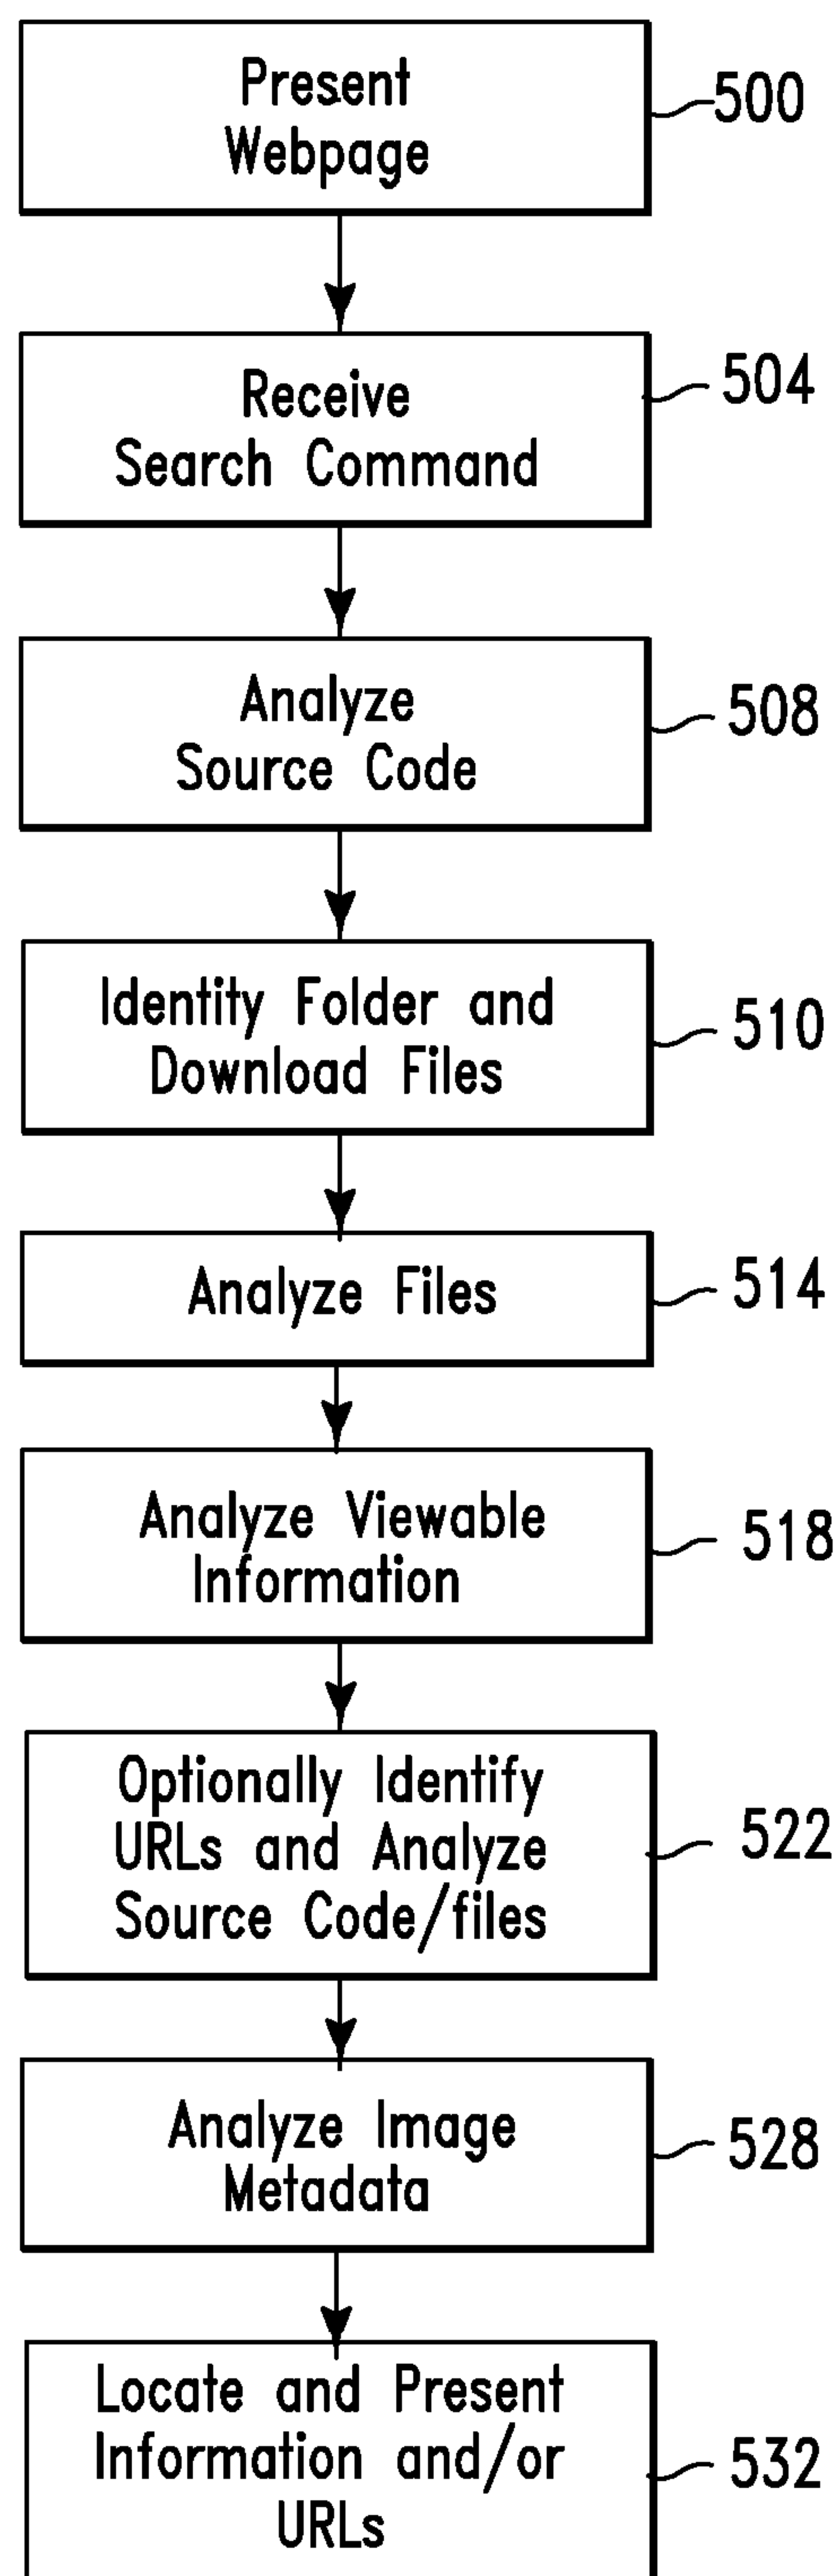 Present
Webpage
500
Receive
Search Command
504
Analyze
Source Code
508
Identity Folder and
Download Files
510
Analyze Files
514
Analyze Viewable
Information
518
Optionally Identify
URLs and Analyze
Source Code/files
522
Analyze Image
Metadata
528
Locate and Present
Information and/or
URLs
532